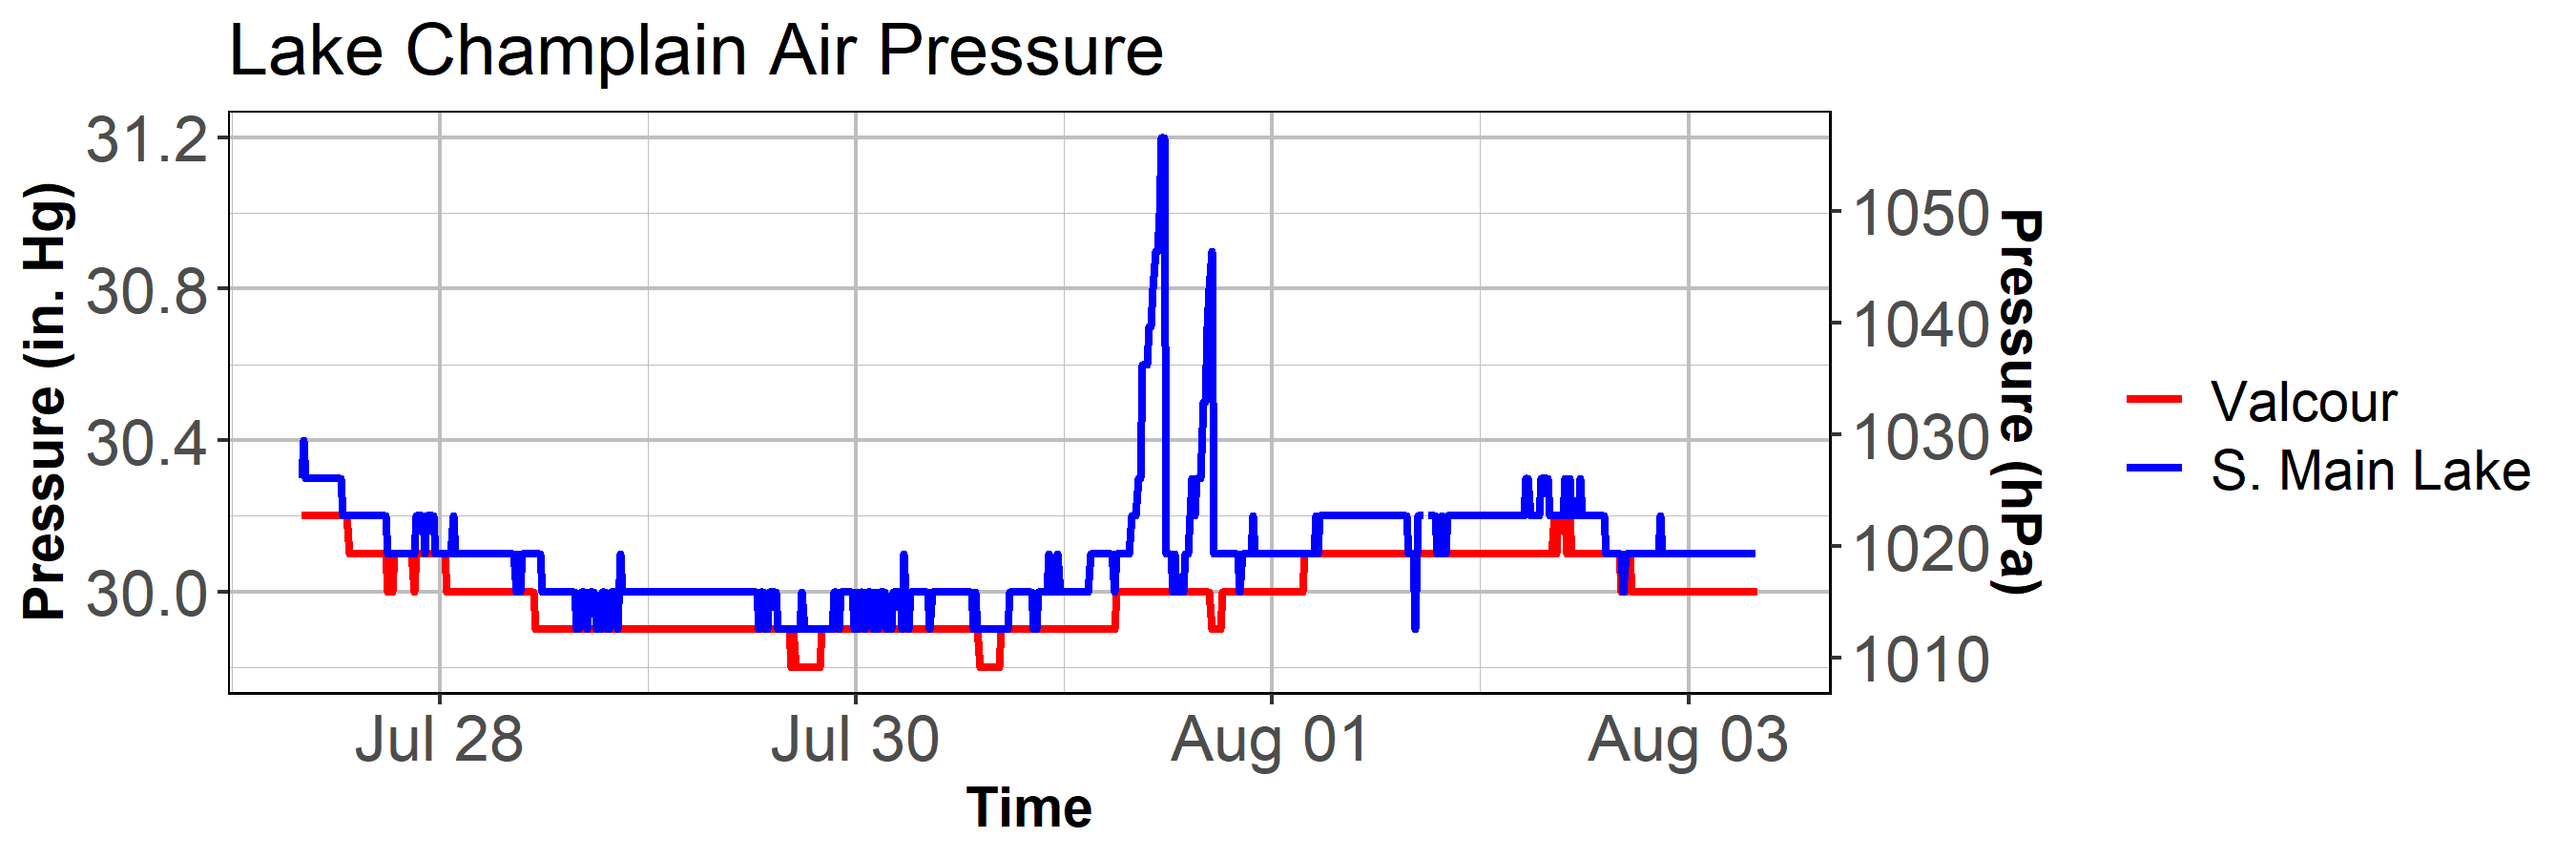 Lake Champlain Air Pressure
31.2
30.8
30.4
30.0
Pressure (in. Hg)
1050
1040
1030
1020
1010
Pressure (hPa)
Jul 28
Jul 30
Aug 01
Aug 03
Time
Valcour
S. Main Lake